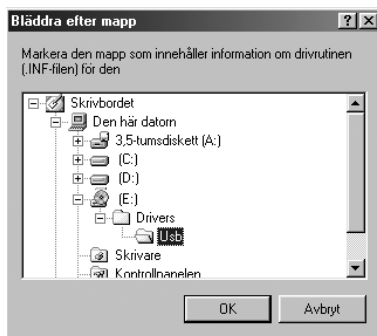 Bläddra efter mapp
Markera den mapp som innehåller information om drivrutinen
(.INF-filen) för den
Skrivbordet
Den här datorn
3,5-tumsdiskett (A:)
(C:)
(D:)
(E:)
Drivers
Usb
Skrivare
Kontrollpanelen
OK Avbryt